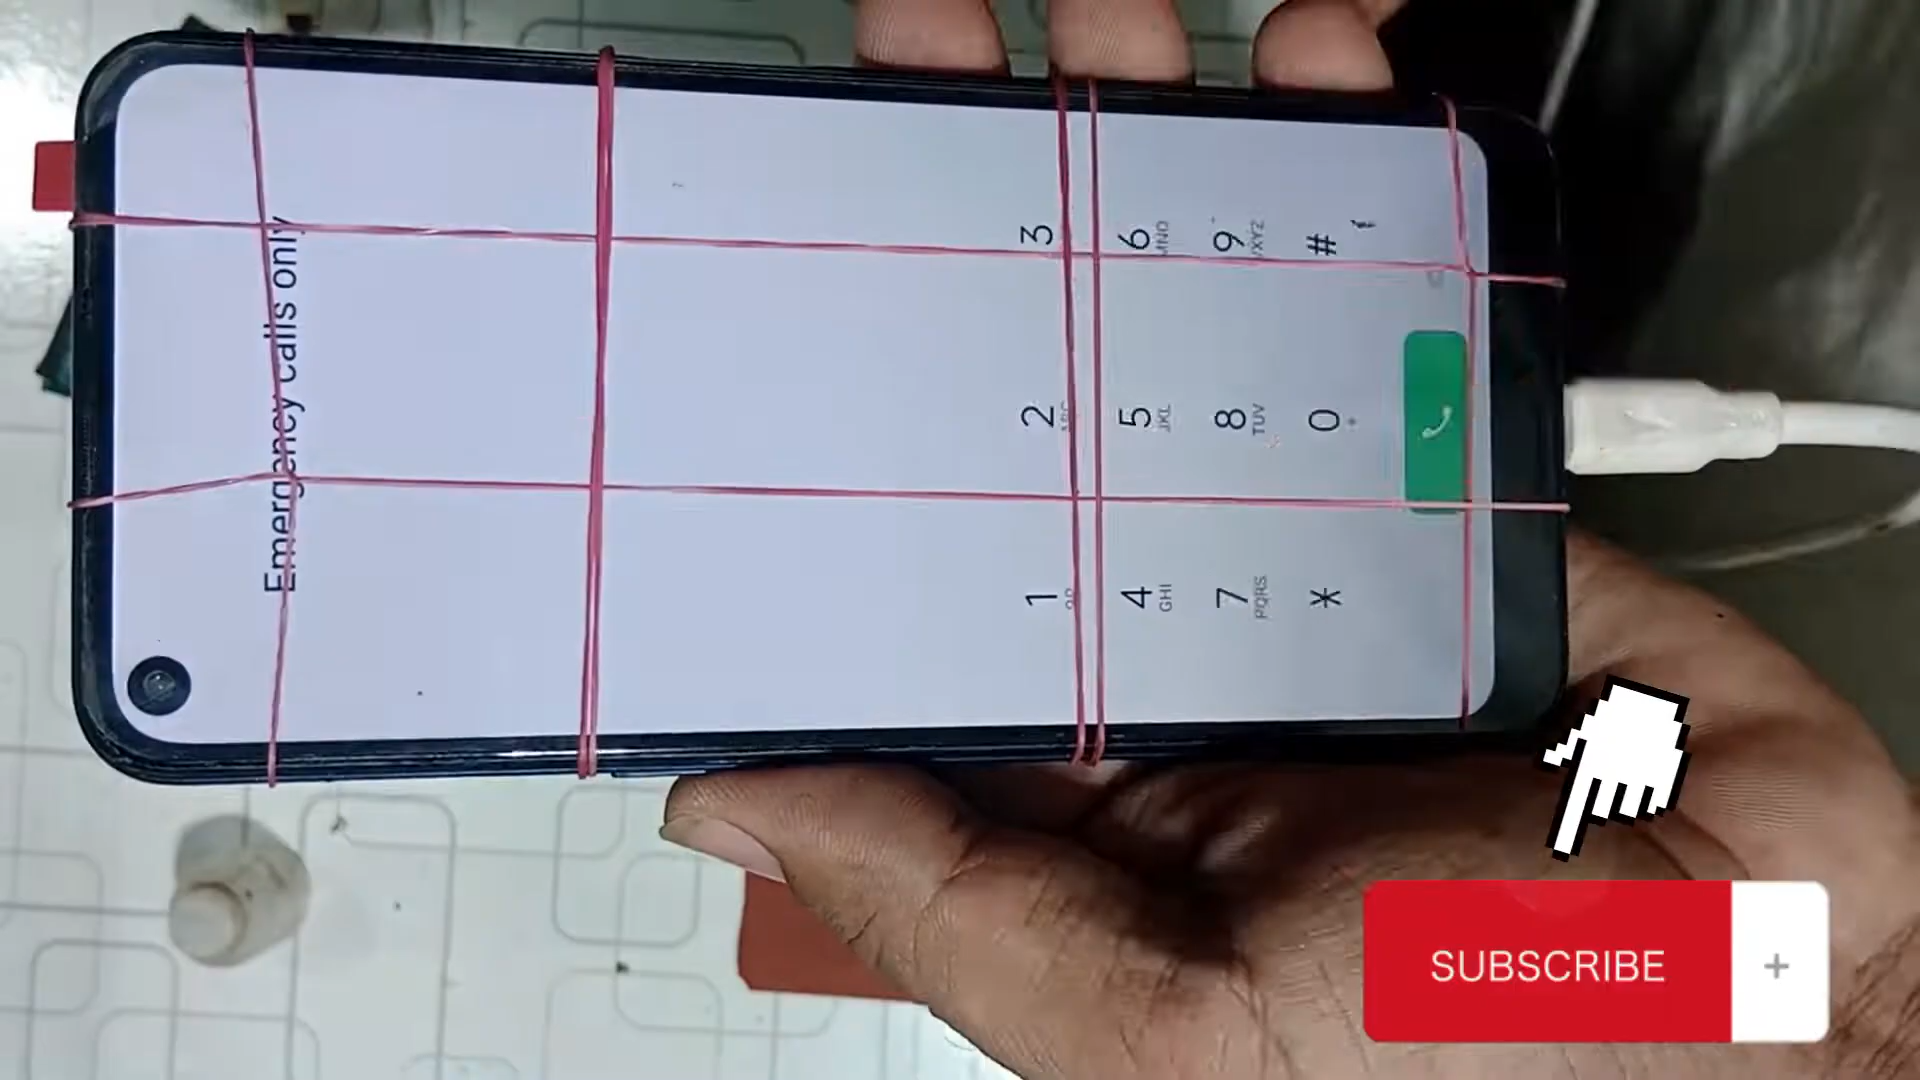 Emergency calls only
1
2
3
4 GHI
5 JKL
6 MNO
7 PQRS
8 TUV
9 WXYZ
*
0 +
#
SUBSCRIBE +